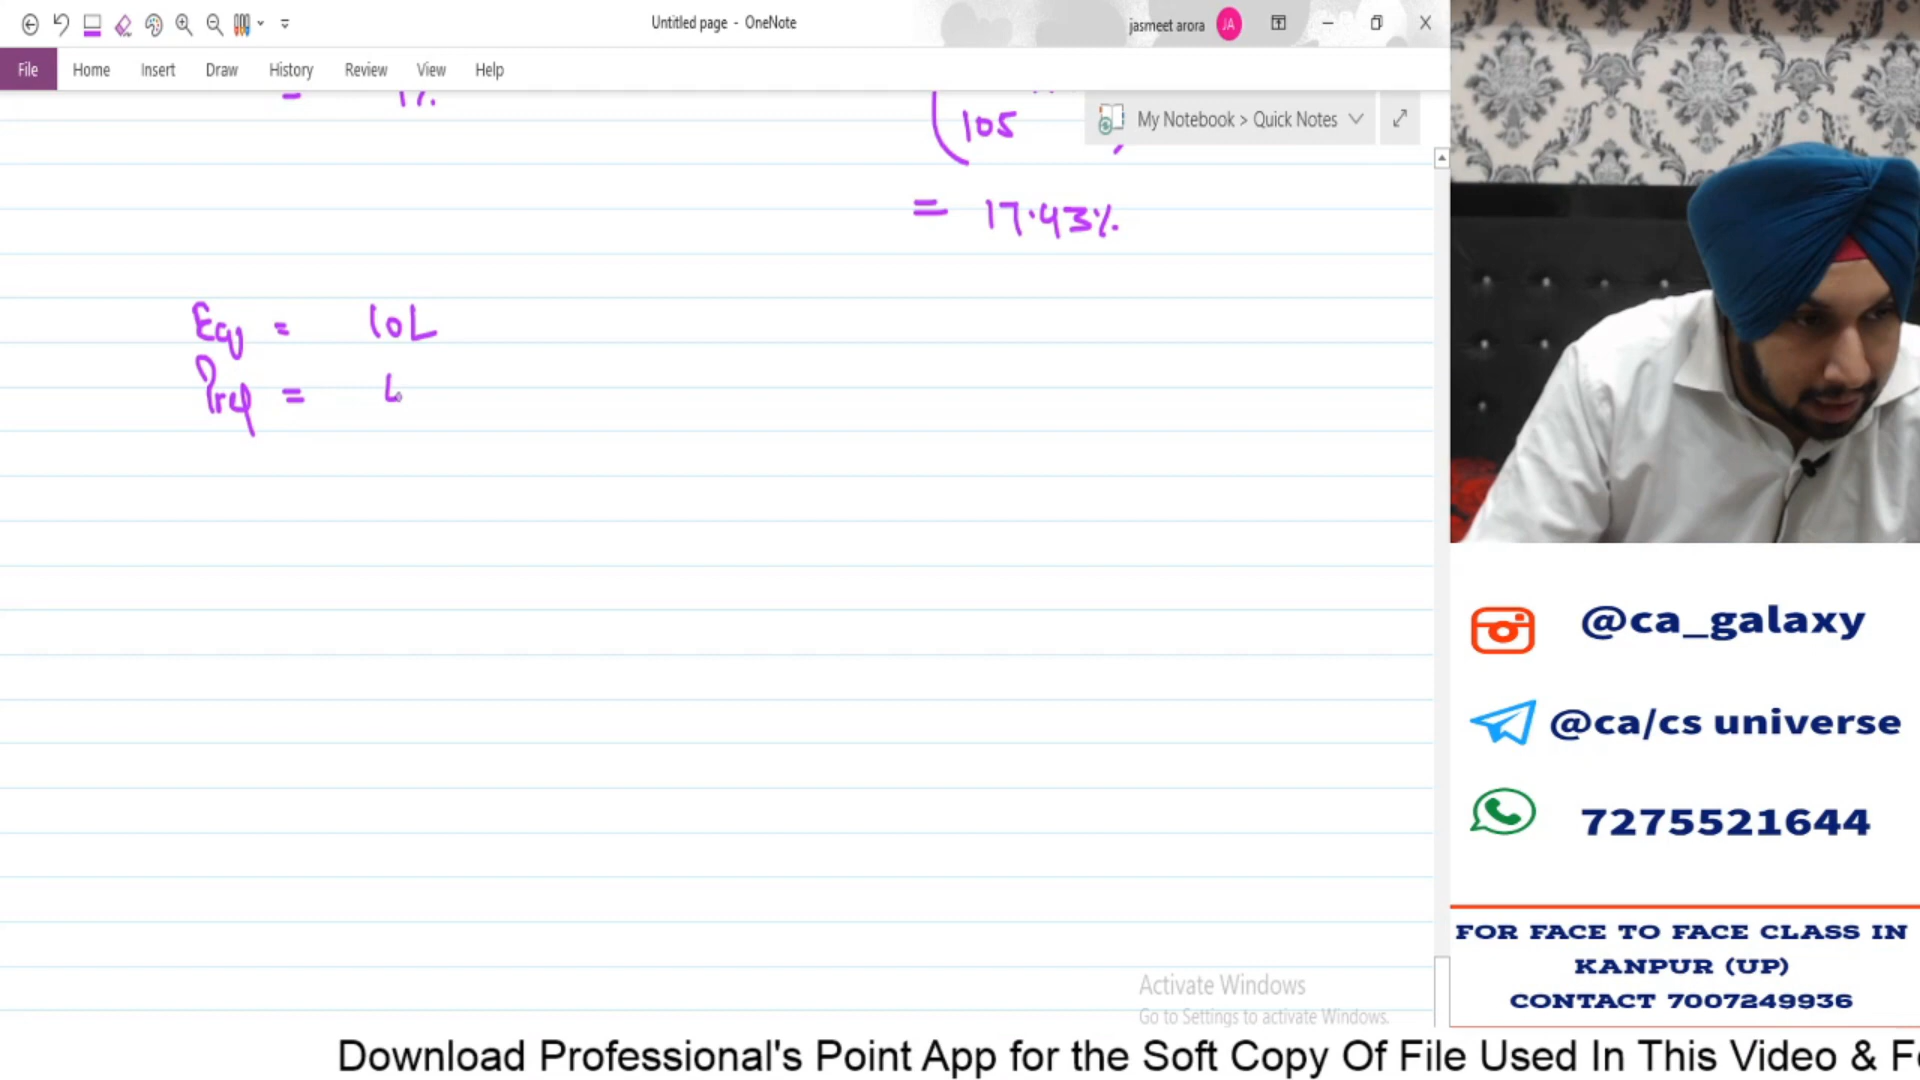 Untitled page - OneNote
jasmeet arora
JA
File
Home
Insert
Draw
History
Review
View
Help
My Notebook > Quick Notes
= 1%
105
= 17.43%
Equ = 10L
Pref =
@ca_galaxy
@ca/cs universe
7275521644
FOR FACE TO FACE CLASS IN
KANPUR (UP)
CONTACT 7007249936
Activate Windows
Go to Settings to activate Windows.
Download Professional's Point App for the Soft Copy Of File Used In This Video & F